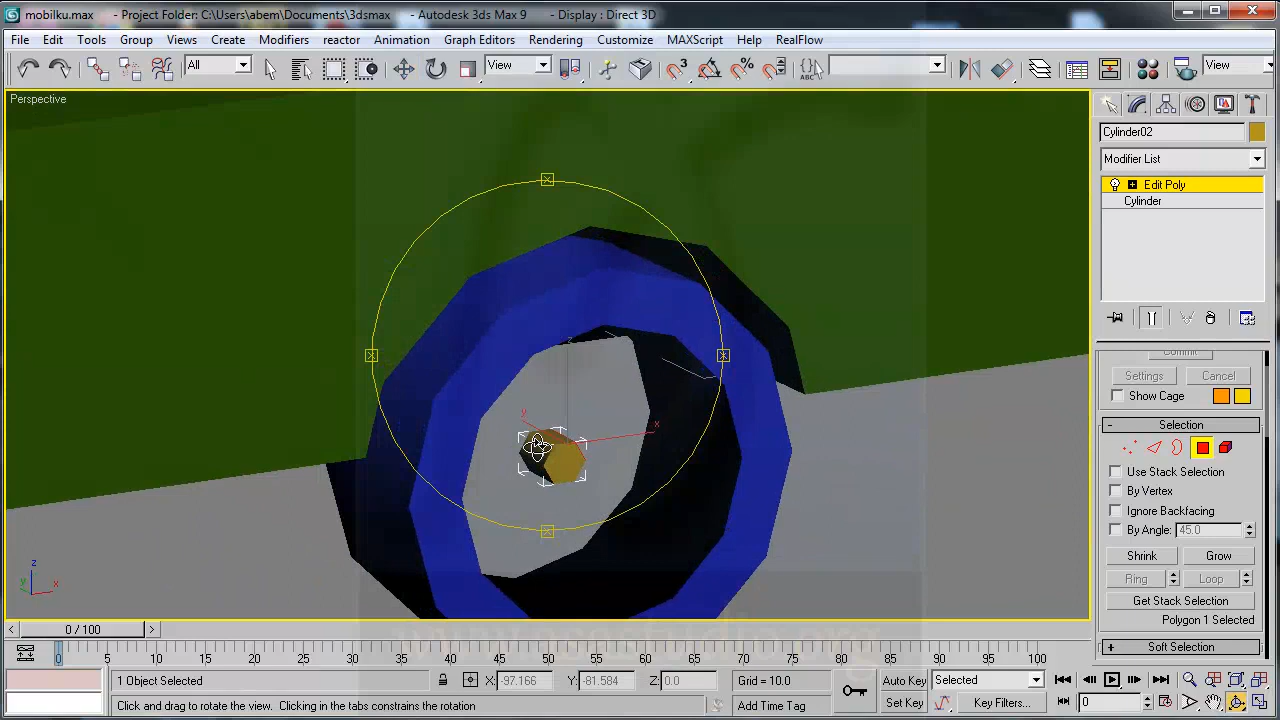 mobilku.max - Project Folder: C:\Users\abem\Documents\3dsmax - Autodesk 3ds Max 9 - Display : Direct 3D
File Edit Tools Group Views Create Modifiers reactor Animation Graph Editors Rendering Customize MAXScript Help RealFlow
All View 3 % View
Perspective
Cylinder02
Modifier List
Edit Poly
Cylinder
Commit
Settings Cancel
Show Cage
- Selection
Use Stack Selection
By Vertex
Ignore Backfacing
By Angle: 45.0
Shrink Grow
Ring Loop
Get Stack Selection
Polygon 1 Selected
+ Soft Selection
z
x
y
z
y x
< 0 / 100 >
0 5 10 15 20 25 30 35 40 45 50 55 60 65 70 75 80 85 90 95 100
1 Object Selected X: -97.166 Y: -81.584 Z: 0.0 Grid = 10.0 Auto Key Selected
Click and drag to rotate the view. Clicking in the tabs constrains the rotation Add Time Tag Set Key Key Filters... 0